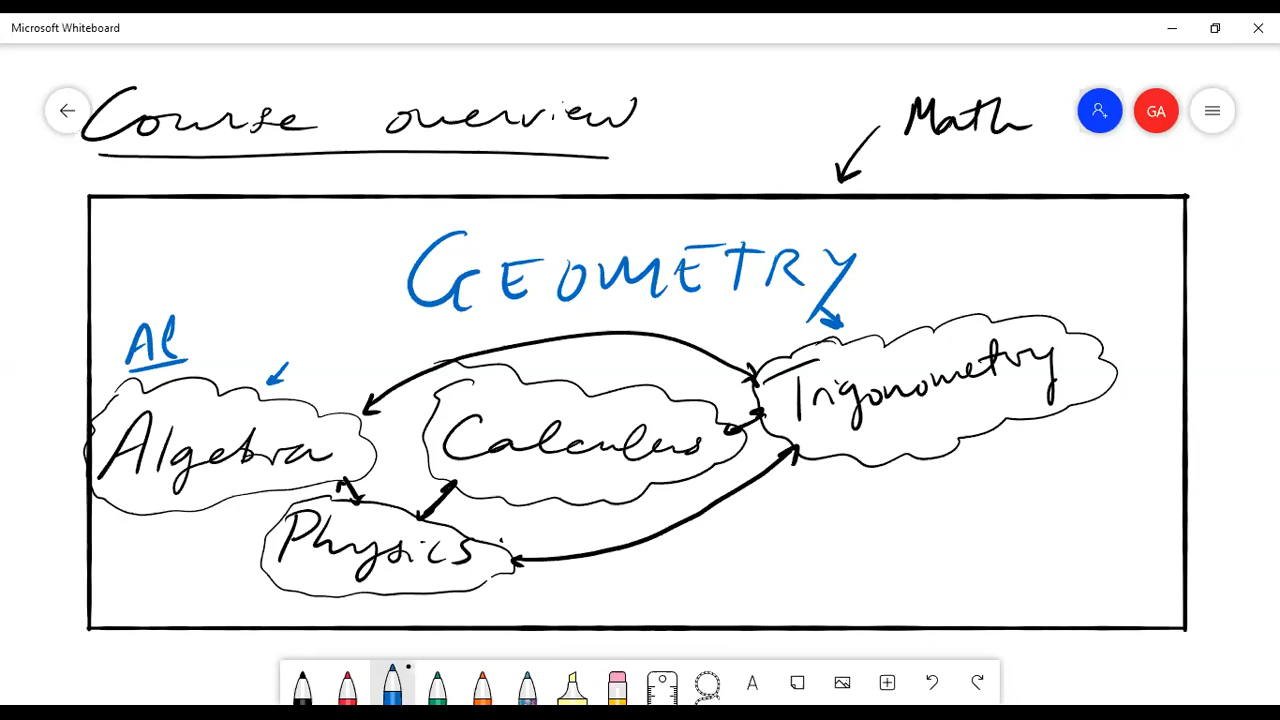 Microsoft Whiteboard
Course overview
Math
GA
GEOMETRY
Al
Trigonometry
Algebra
Calculus
Physics
A